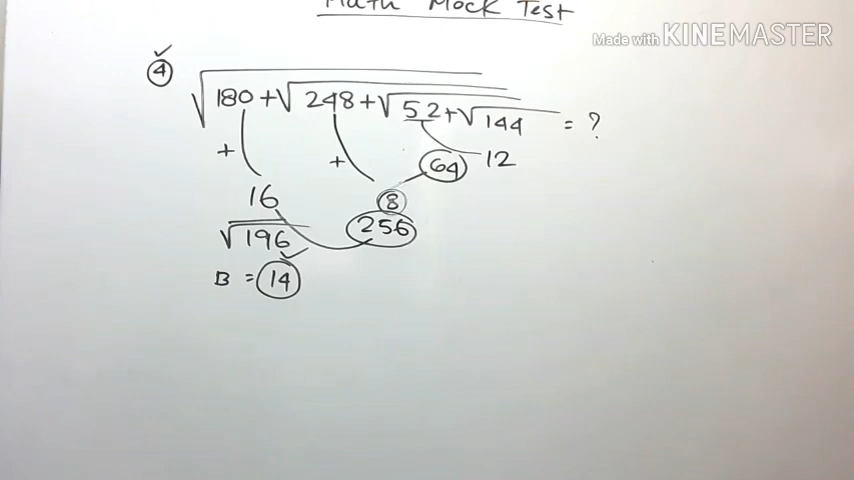 Math Mock Test
Made with KINEMASTER
④ √180+√248+√52+√144 = ?
+ + 64 12
16 8
√196 256
B = 14